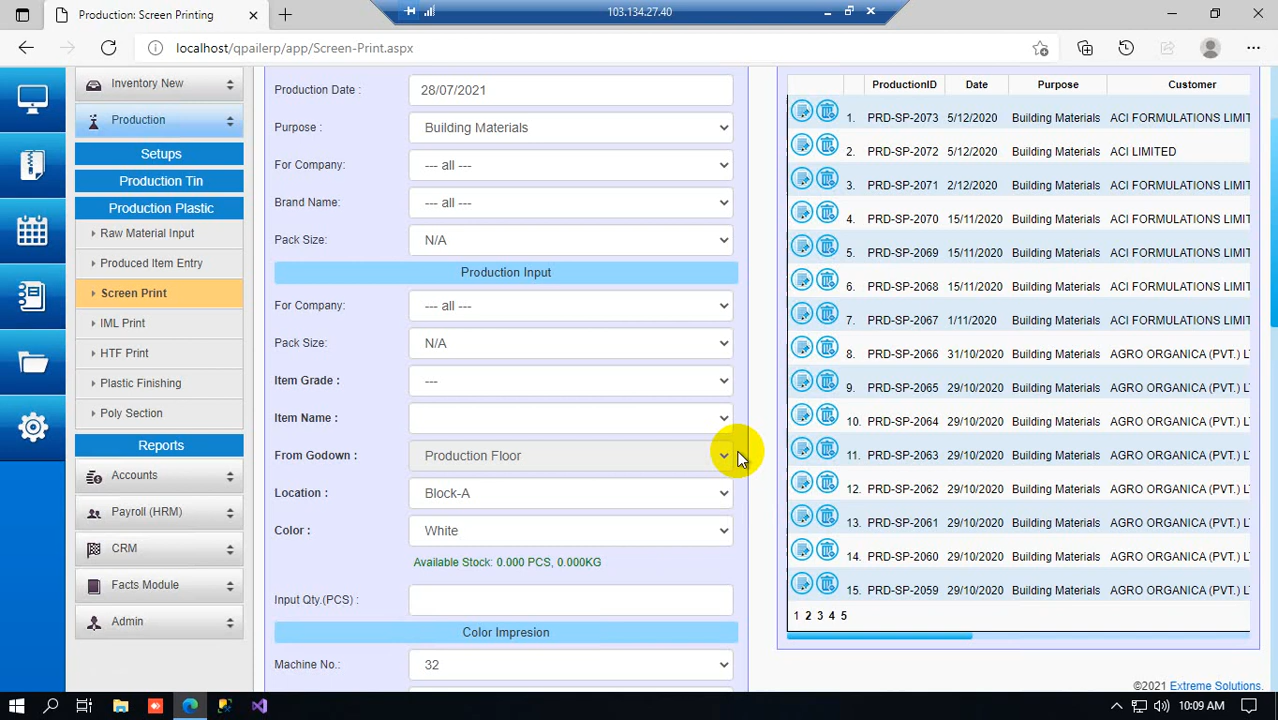 Production: Screen Printing
103.134.27.40
localhost/qpailerp/app/Screen-Print.aspx
Inventory New
Production
Setups
Production Tin
Production Plastic
Raw Material Input
Produced Item Entry
Screen Print
IML Print
HTF Print
Plastic Finishing
Poly Section
Reports
Accounts
Payroll (HRM)
CRM
Facts Module
Admin
Production Date : 28/07/2021
Purpose : Building Materials
For Company: --- all ---
Brand Name: --- all ---
Pack Size: N/A
Production Input
For Company: --- all ---
Pack Size: N/A
Item Grade : ---
Item Name :
From Godown : Production Floor
Location : Block-A
Color : White
Available Stock: 0.000 PCS, 0.000KG
Input Qty.(PCS) :
Color Impresion
Machine No.: 32
ProductionID Date Purpose Customer
1. PRD-SP-2073 5/12/2020 Building Materials ACI FORMULATIONS LIMIT
2. PRD-SP-2072 5/12/2020 Building Materials ACI LIMITED
3. PRD-SP-2071 2/12/2020 Building Materials ACI FORMULATIONS LIMIT
4. PRD-SP-2070 15/11/2020 Building Materials ACI FORMULATIONS LIMIT
5. PRD-SP-2069 15/11/2020 Building Materials ACI FORMULATIONS LIMIT
6. PRD-SP-2068 15/11/2020 Building Materials ACI FORMULATIONS LIMIT
7. PRD-SP-2067 1/11/2020 Building Materials ACI FORMULATIONS LIMIT
8. PRD-SP-2066 31/10/2020 Building Materials AGRO ORGANICA (PVT.) LT
9. PRD-SP-2065 29/10/2020 Building Materials AGRO ORGANICA (PVT.) LT
10. PRD-SP-2064 29/10/2020 Building Materials AGRO ORGANICA (PVT.) LT
11. PRD-SP-2063 29/10/2020 Building Materials AGRO ORGANICA (PVT.) LT
12. PRD-SP-2062 29/10/2020 Building Materials AGRO ORGANICA (PVT.) LT
13. PRD-SP-2061 29/10/2020 Building Materials AGRO ORGANICA (PVT.) LT
14. PRD-SP-2060 29/10/2020 Building Materials AGRO ORGANICA (PVT.) LT
15. PRD-SP-2059 29/10/2020 Building Materials AGRO ORGANICA (PVT.) LT
1 2 3 4 5
©2021 Extreme Solutions.
10:09 AM